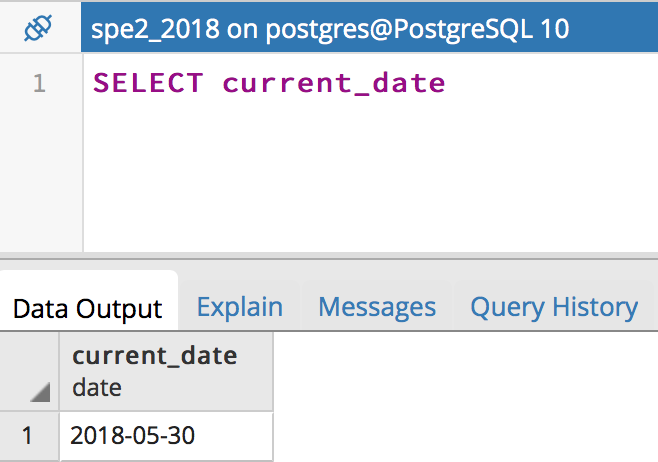 spe2_2018 on postgres@PostgreSQL 10
1 SELECT current_date
Data Output Explain Messages Query History
current_date
date
1 2018-05-30